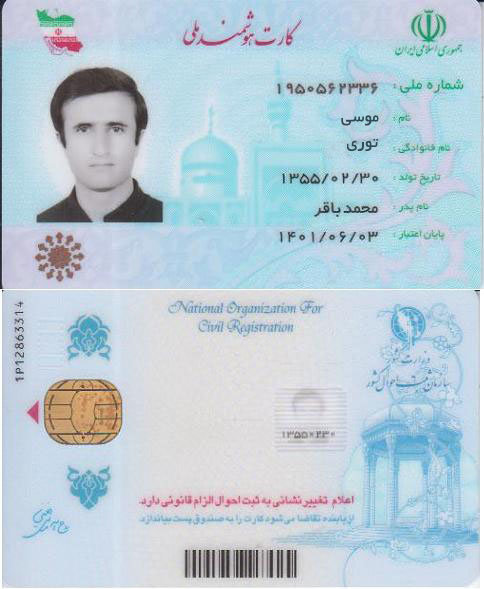 کارت هوشمند ملی
جمهوری اسلامی ایران
شماره ملی: ۱۹۵۰۵۶۲۳۳۶
نام: موسی
نام خانوادگی: توری
تاریخ تولد: ۱۳۵۵/۰۲/۳۰
نام پدر: محمد باقر
پایان اعتبار: ۱۴۰۱/۰۶/۰۳
National Organization For
Civil Registration
1P12863314
وزارت کشور
سازمان ثبت احوال کشور
۱۳۵۵۰۲۳۰
اعلام تغییر نشانی به ثبت احوال الزام قانونی دارد.
از یابنده تقاضا می شود کارت را به صندوق پست بیاندازد.